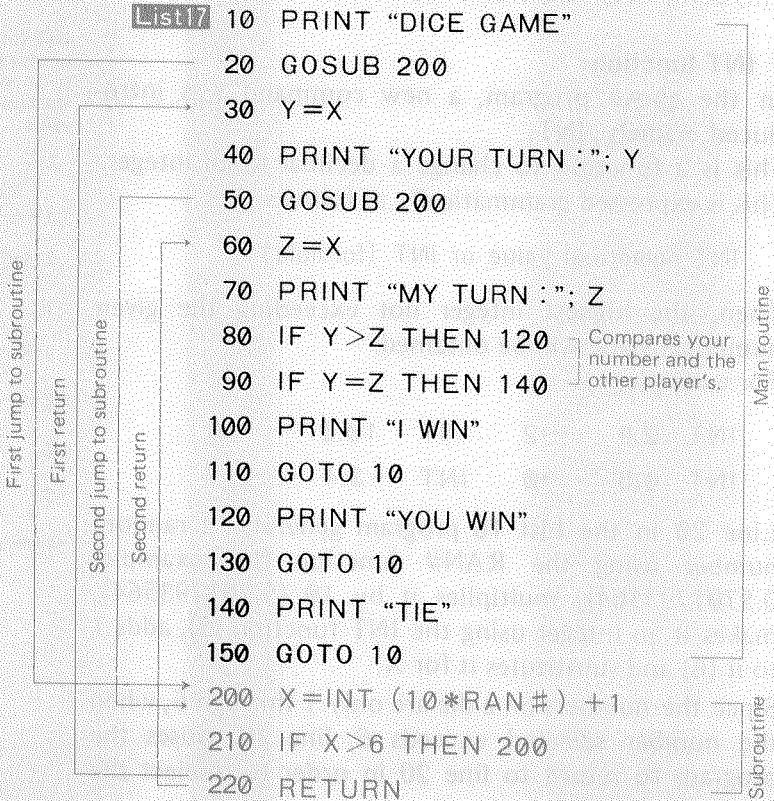 List17 10 PRINT “DICE GAME”
20 GOSUB 200
30 Y=X
40 PRINT “YOUR TURN :”; Y
50 GOSUB 200
60 Z=X
70 PRINT “MY TURN :”; Z
80 IF Y>Z THEN 120
90 IF Y=Z THEN 140
Compares your
number and the
other player's.
100 PRINT “I WIN”
110 GOTO 10
120 PRINT “YOU WIN”
130 GOTO 10
140 PRINT “TIE”
150 GOTO 10
200 X=INT (10*RAN#) +1
210 IF X>6 THEN 200
220 RETURN
First jump to subroutine
First return
Second jump to subroutine
Second return
Main routine
Subroutine